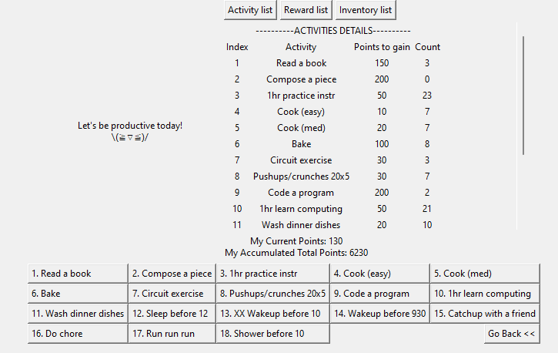 Activity list Reward list Inventory list
----------ACTIVITIES DETAILS----------
Index Activity Points to gain Count
1 Read a book 150 3
2 Compose a piece 200 0
3 1hr practice instr 50 23
4 Cook (easy) 10 7
5 Cook (med) 20 7
6 Bake 100 8
7 Circuit exercise 30 3
8 Pushups/crunches 20x5 30 7
9 Code a program 200 2
10 1hr learn computing 50 21
11 Wash dinner dishes 20 10
Let's be productive today!
\(≧▽≦)/
My Current Points: 130
My Accumulated Total Points: 6230
1. Read a book 2. Compose a piece 3. 1hr practice instr 4. Cook (easy) 5. Cook (med)
6. Bake 7. Circuit exercise 8. Pushups/crunches 20x5 9. Code a program 10. 1hr learn computing
11. Wash dinner dishes 12. Sleep before 12 13. XX Wakeup before 10 14. Wakeup before 930 15. Catchup with a friend
16. Do chore 17. Run run run 18. Shower before 10 Go Back <<